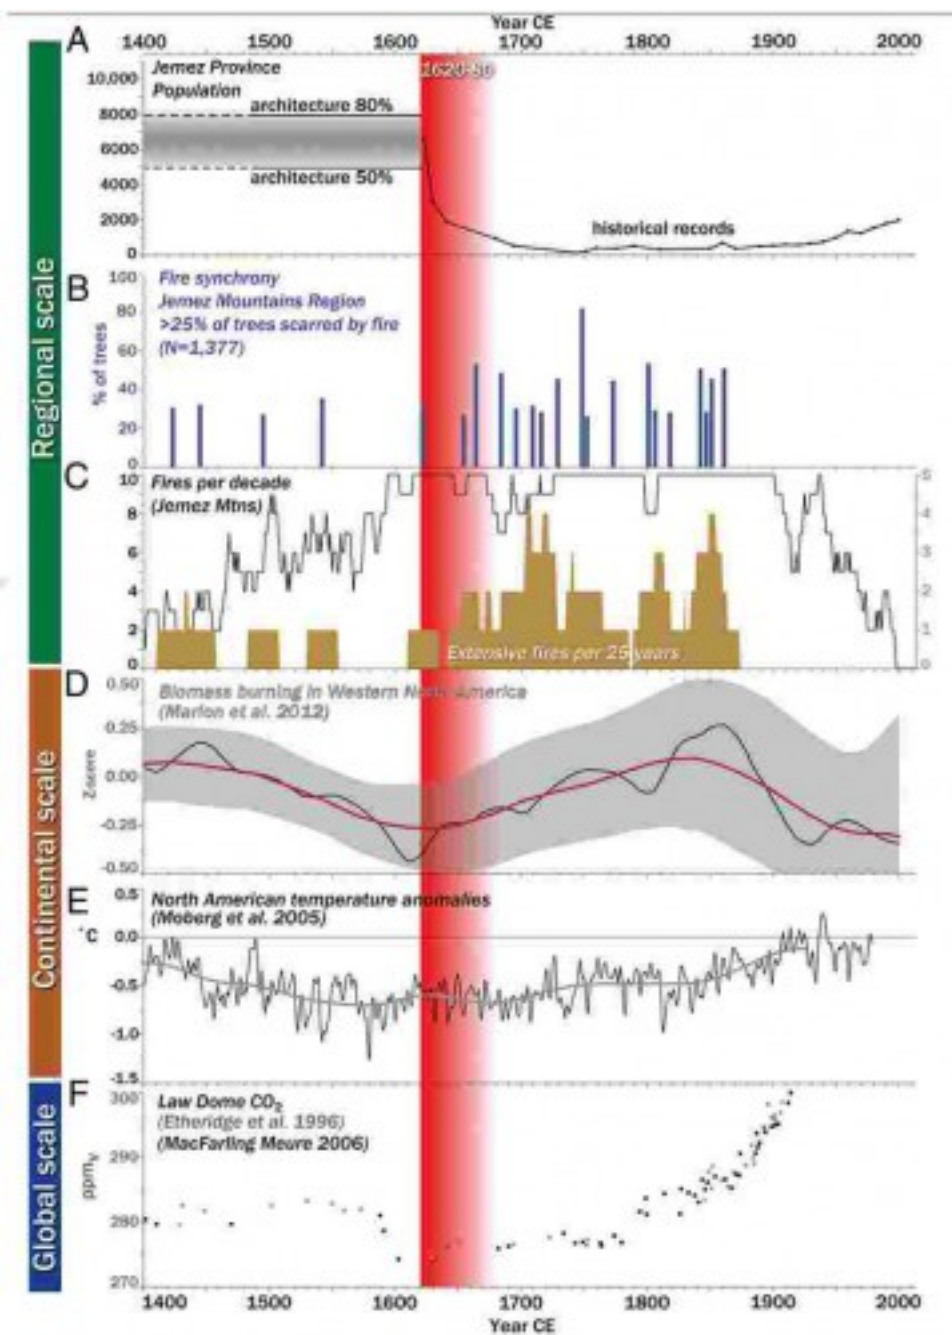 Year CE
1400 1500 1600 1700 1800 1900 2000
Regional scale
A
Jemez Province
Population
1620-80
10,000
8000
6000
4000
2000
0
architecture 80%
architecture 50%
historical records
B
Fire synchrony
Jemez Mountains Region
>25% of trees scarred by fire
(N=1,377)
% of trees
100
80
60
40
20
0
C
Fires per decade
(Jemez Mtns)
10
8
6
4
2
0
5
4
3
2
1
0
Extensive fires per 25 years
Continental scale
D
Biomass burning in Western North America
(Marlon et al. 2012)
Z-score
0.50
0.25
0.00
-0.25
-0.50
E
North American temperature anomalies
(Moberg et al. 2005)
°C
0.5
0.0
-0.5
-1.0
-1.5
Global scale
F
Law Dome CO₂
(Etheridge et al. 1996)
(MacFarling Meure 2006)
ppmv
300
290
280
270
1400 1500 1600 1700 1800 1900 2000
Year CE